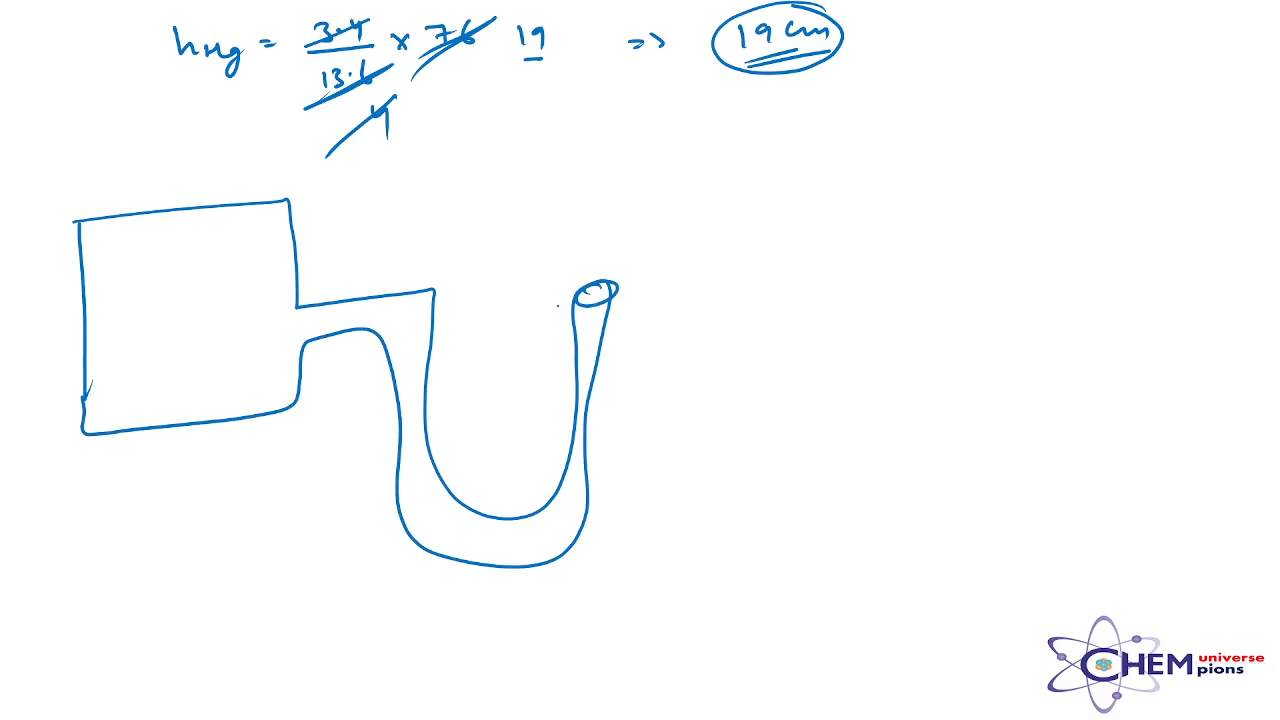 hHg = 3.4 × 76 19 => 19 cm
13.6
4
CHEM universe
pions